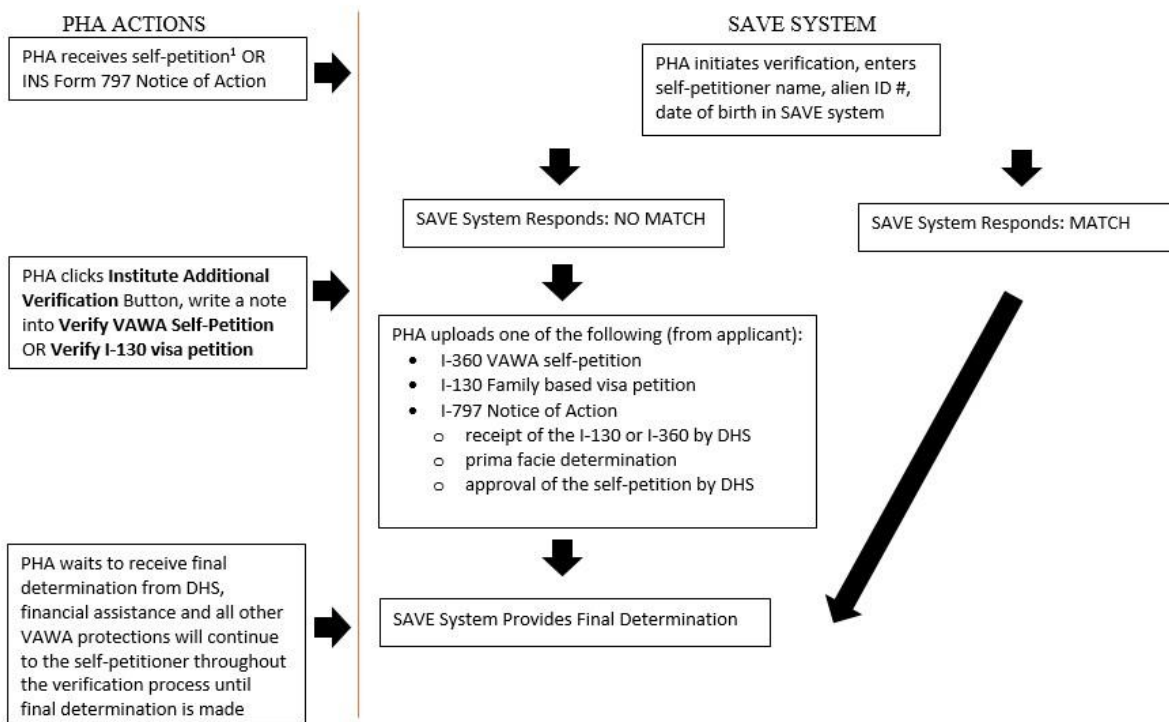 PHA ACTIONS
PHA receives self-petition¹ OR
INS Form 797 Notice of Action
PHA clicks Institute Additional
Verification Button, write a note
into Verify VAWA Self-Petition
OR Verify I-130 visa petition
PHA waits to receive final
determination from DHS,
financial assistance and all other
VAWA protections will continue
to the self-petitioner throughout
the verification process until
final determination is made
SAVE SYSTEM
PHA initiates verification, enters
self-petitioner name, alien ID #,
date of birth in SAVE system
SAVE System Responds: NO MATCH
SAVE System Responds: MATCH
PHA uploads one of the following (from applicant):
• I-360 VAWA self-petition
• I-130 Family based visa petition
• I-797 Notice of Action
o receipt of the I-130 or I-360 by DHS
o prima facie determination
o approval of the self-petition by DHS
SAVE System Provides Final Determination